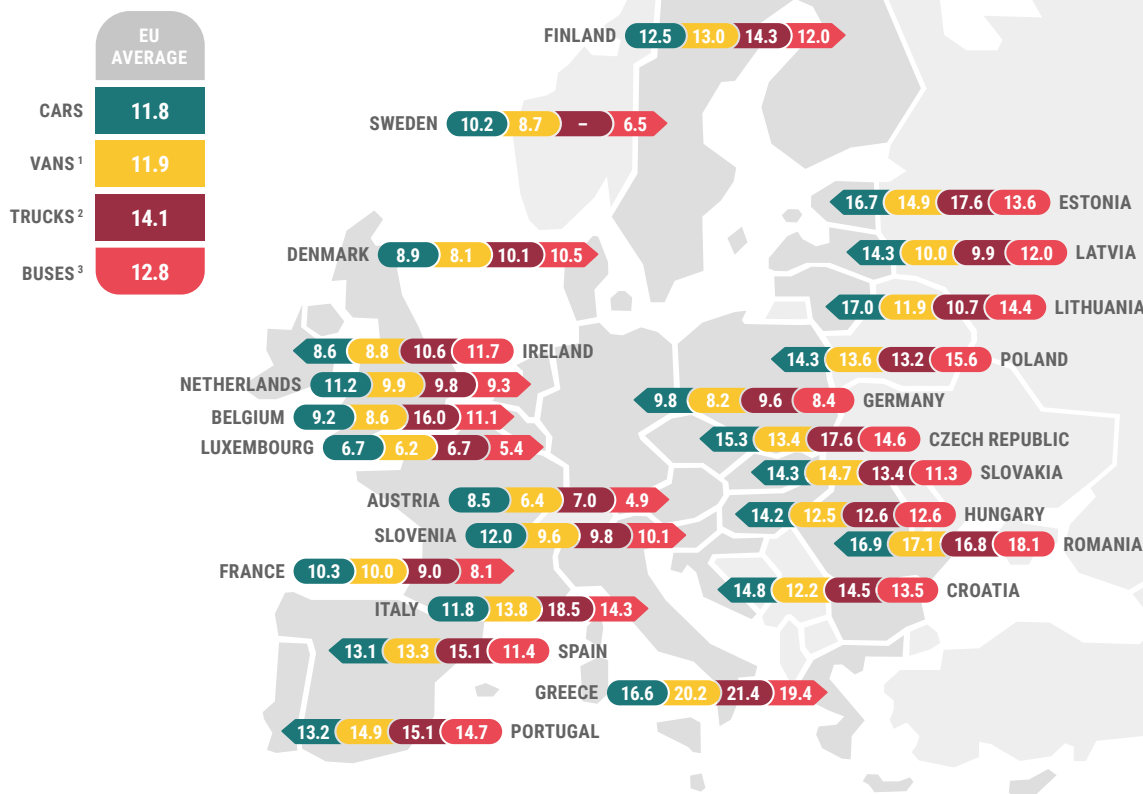 EU
AVERAGE
CARS 11.8
VANS ¹ 11.9
TRUCKS ² 14.1
BUSES ³ 12.8
FINLAND 12.5 13.0 14.3 12.0
SWEDEN 10.2 8.7 – 6.5
16.7 14.9 17.6 13.6 ESTONIA
DENMARK 8.9 8.1 10.1 10.5
14.3 10.0 9.9 12.0 LATVIA
17.0 11.9 10.7 14.4 LITHUANIA
8.6 8.8 10.6 11.7 IRELAND
14.3 13.6 13.2 15.6 POLAND
NETHERLANDS 11.2 9.9 9.8 9.3
9.8 8.2 9.6 8.4 GERMANY
BELGIUM 9.2 8.6 16.0 11.1
15.3 13.4 17.6 14.6 CZECH REPUBLIC
LUXEMBOURG 6.7 6.2 6.7 5.4
14.3 14.7 13.4 11.3 SLOVAKIA
AUSTRIA 8.5 6.4 7.0 4.9
14.2 12.5 12.6 12.6 HUNGARY
SLOVENIA 12.0 9.6 9.8 10.1
16.9 17.1 16.8 18.1 ROMANIA
FRANCE 10.3 10.0 9.0 8.1
14.8 12.2 14.5 13.5 CROATIA
ITALY 11.8 13.8 18.5 14.3
13.1 13.3 15.1 11.4 SPAIN
GREECE 16.6 20.2 21.4 19.4
13.2 14.9 15.1 14.7 PORTUGAL